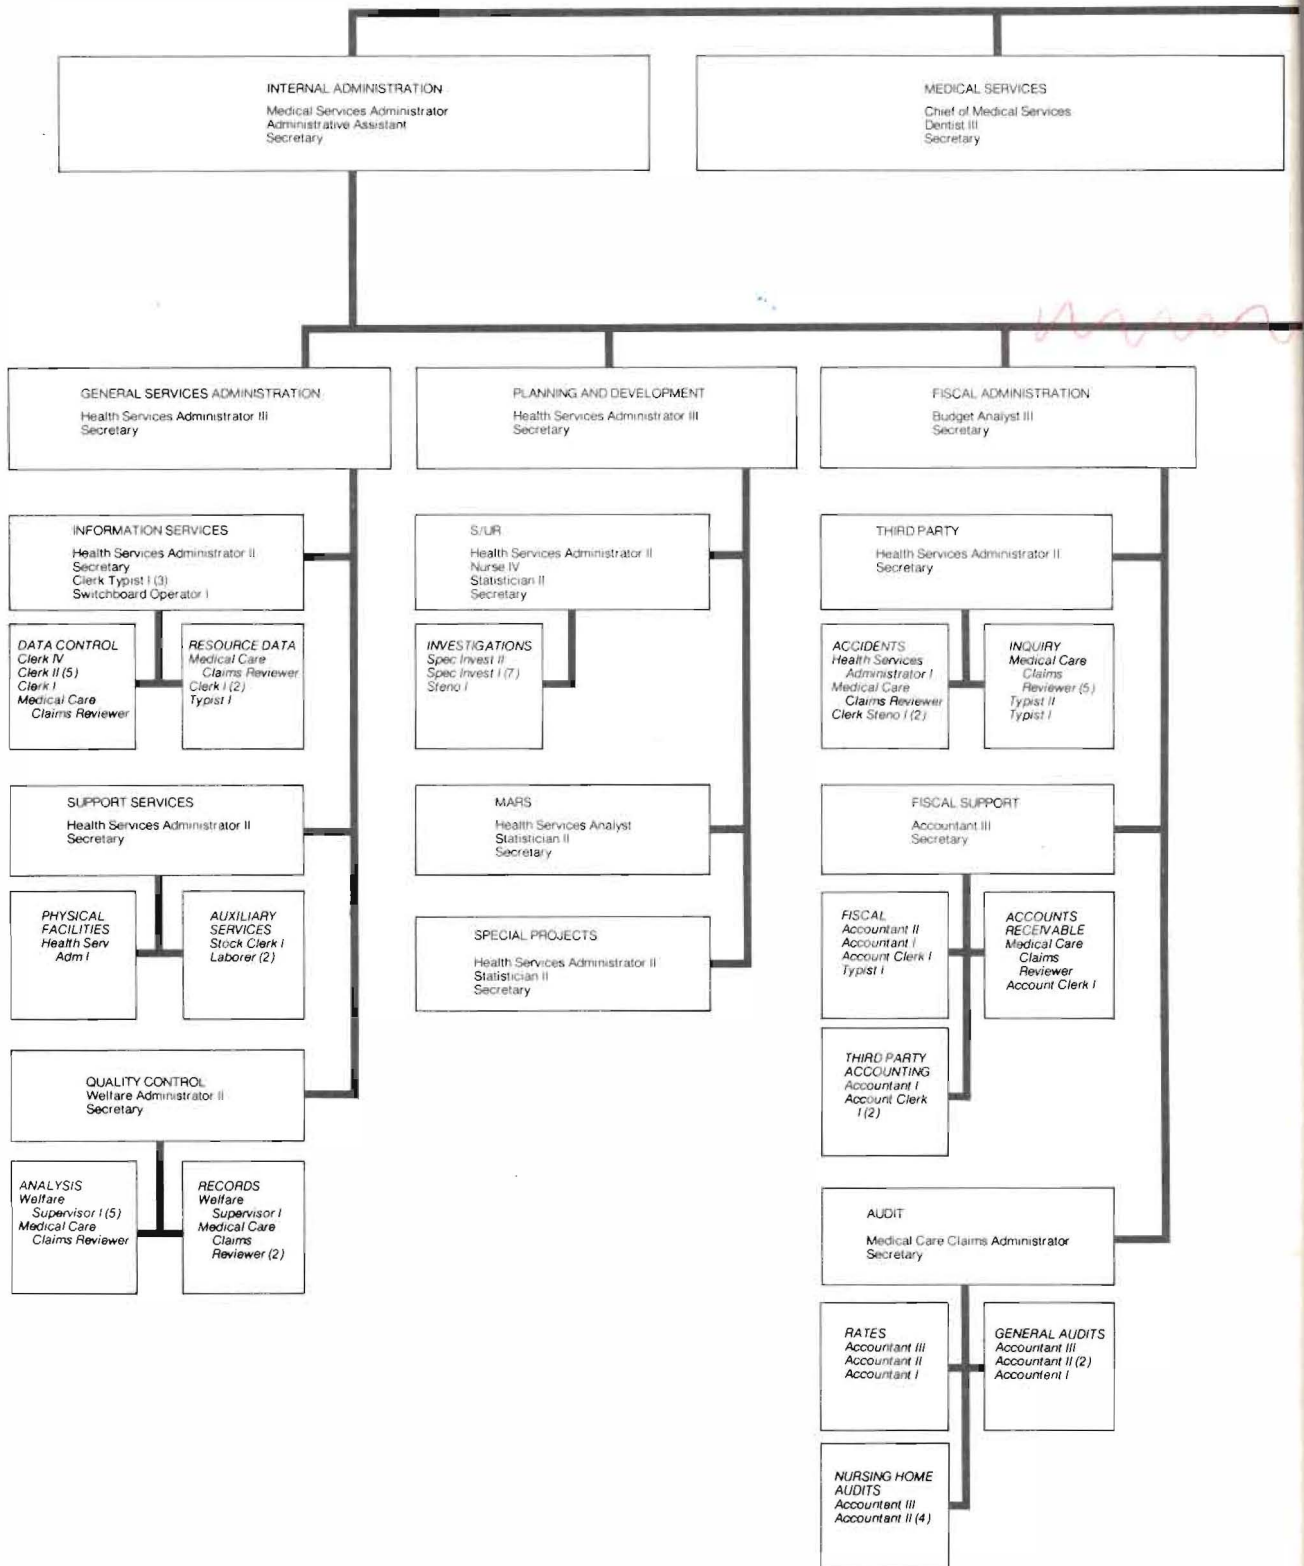 INTERNAL ADMINISTRATION
Medical Services Administrator
Administrative Assistant
Secretary
MEDICAL SERVICES
Chief of Medical Services
Dentist III
Secretary
GENERAL SERVICES ADMINISTRATION
Health Services Administrator III
Secretary
PLANNING AND DEVELOPMENT
Health Services Administrator III
Secretary
FISCAL ADMINISTRATION
Budget Analyst III
Secretary
INFORMATION SERVICES
Health Services Administrator II
Secretary
Clerk Typist I (3)
Switchboard Operator I
S/UR
Health Services Administrator II
Nurse IV
Statistician II
Secretary
THIRD PARTY
Health Services Administrator II
Secretary
DATA CONTROL
Clerk IV
Clerk II (5)
Clerk I
Medical Care
Claims Reviewer
RESOURCE DATA
Medical Care
Claims Reviewer
Clerk I (2)
Typist I
INVESTIGATIONS
Spec Invest II
Spec Invest I (7)
Steno I
ACCIDENTS
Health Services
Administrator I
Medical Care
Claims Reviewer
Clerk Steno I (2)
INQUIRY
Medical Care
Claims
Reviewer (5)
Typist II
Typist I
SUPPORT SERVICES
Health Services Administrator II
Secretary
MARS
Health Services Analyst
Statistician II
Secretary
FISCAL SUPPORT
Accountant III
Secretary
PHYSICAL
FACILITIES
Health Serv
Adm I
AUXILIARY
SERVICES
Stock Clerk I
Laborer (2)
SPECIAL PROJECTS
Health Services Administrator II
Statistician II
Secretary
FISCAL
Accountant II
Accountant I
Account Clerk I
Typist I
ACCOUNTS
RECEIVABLE
Medical Care
Claims
Reviewer
Account Clerk I
QUALITY CONTROL
Welfare Administrator II
Secretary
THIRD PARTY
ACCOUNTING
Accountant I
Account Clerk
I (2)
ANALYSIS
Welfare
Supervisor I (5)
Medical Care
Claims Reviewer
RECORDS
Welfare
Supervisor I
Medical Care
Claims
Reviewer (2)
AUDIT
Medical Care Claims Administrator
Secretary
RATES
Accountant III
Accountant II
Accountant I
GENERAL AUDITS
Accountant III
Accountant II (2)
Accountent I
NURSING HOME
AUDITS
Accountant III
Accountant II (4)